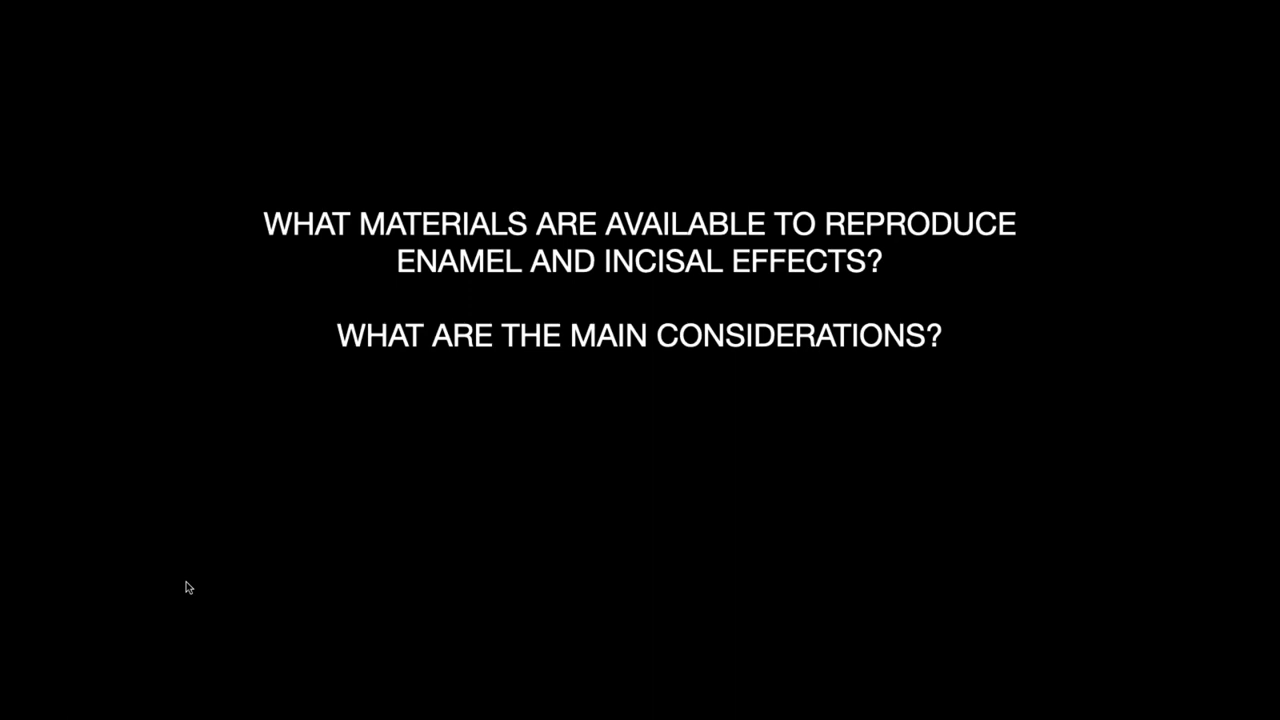 WHAT MATERIALS ARE AVAILABLE TO REPRODUCE
ENAMEL AND INCISAL EFFECTS?
WHAT ARE THE MAIN CONSIDERATIONS?